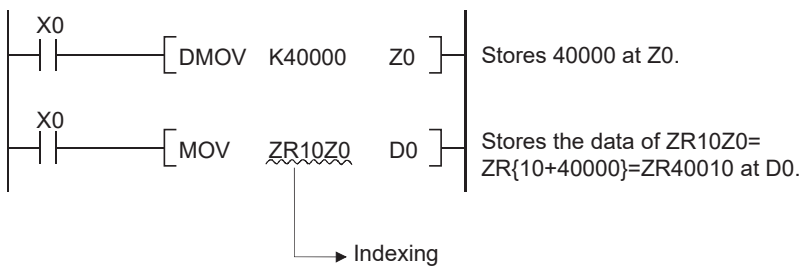 X0
DMOV K40000 Z0
Stores 40000 at Z0.
X0
MOV ZR10Z0 D0
Stores the data of ZR10Z0=
ZR{10+40000}=ZR40010 at D0.
Indexing